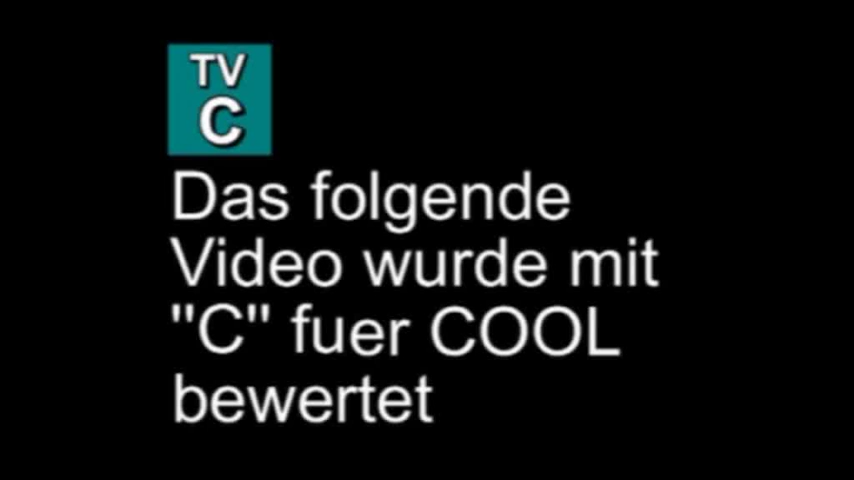 TV
C
Das folgende
Video wurde mit
"C" fuer COOL
bewertet